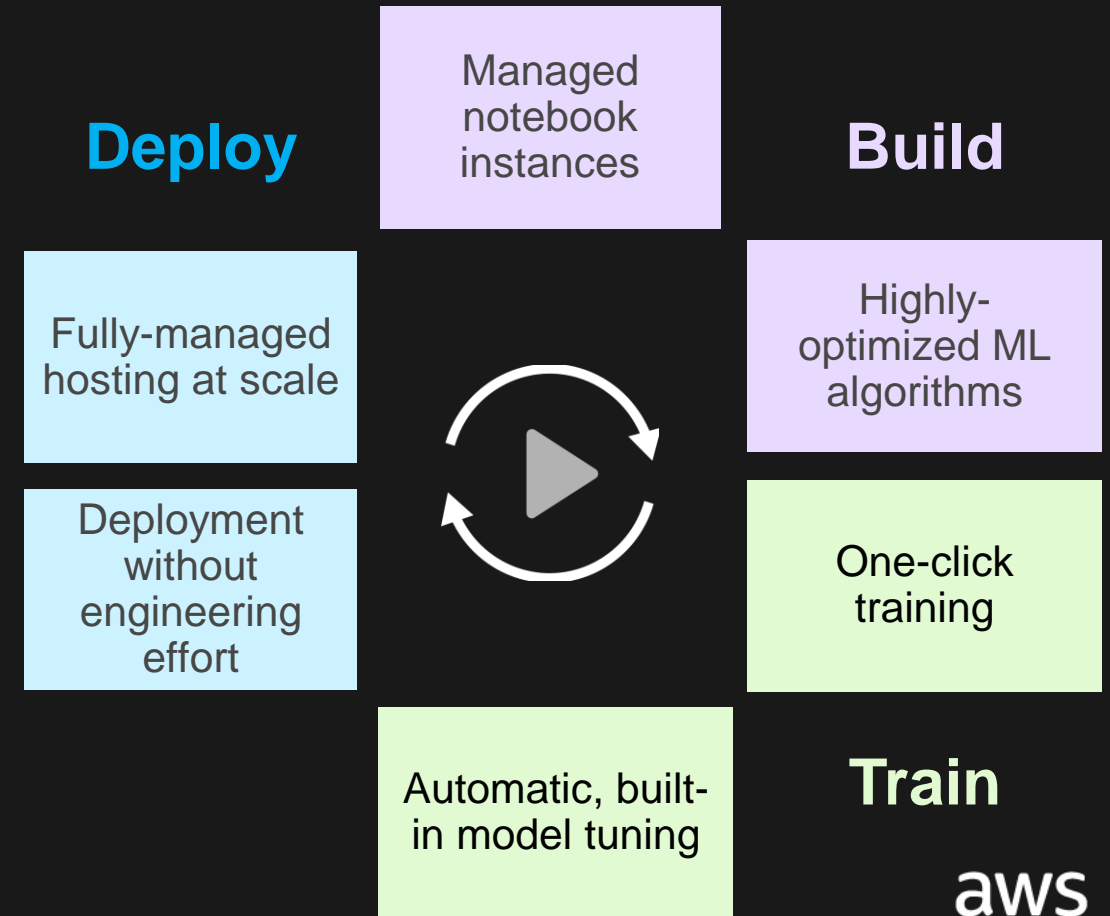 Deploy
Managed
notebook
instances
Build
Fully-managed
hosting at scale
Highly-
optimized ML
algorithms
Deployment
without
engineering
effort
One-click
training
Automatic, built-
in model tuning
Train
aws